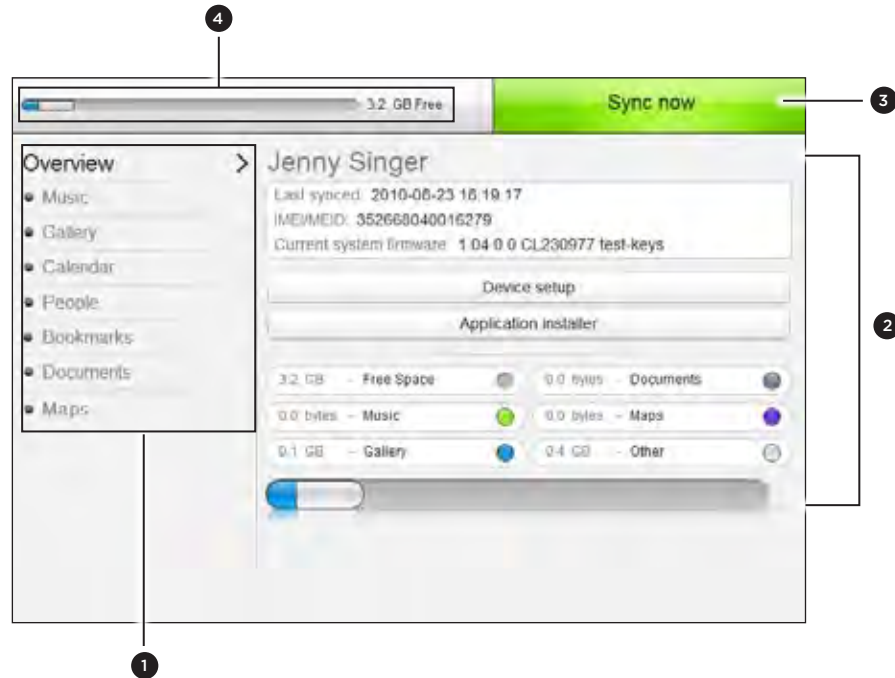 4
3.2 GB Free
Sync now
3
Overview >
Music
Gallery
Calendar
People
Bookmarks
Documents
Maps
Jenny Singer
Last synced: 2010-08-23 16:19:17
IMEI/MEID: 352668040016279
Current system firmware: 1.04.0.0 CL230977 test-keys
Device setup
Application installer
2
3.2 GB - Free Space
0.0 bytes - Documents
0.0 bytes - Music
0.0 bytes - Maps
0.1 GB - Gallery
0.4 GB - Other
1